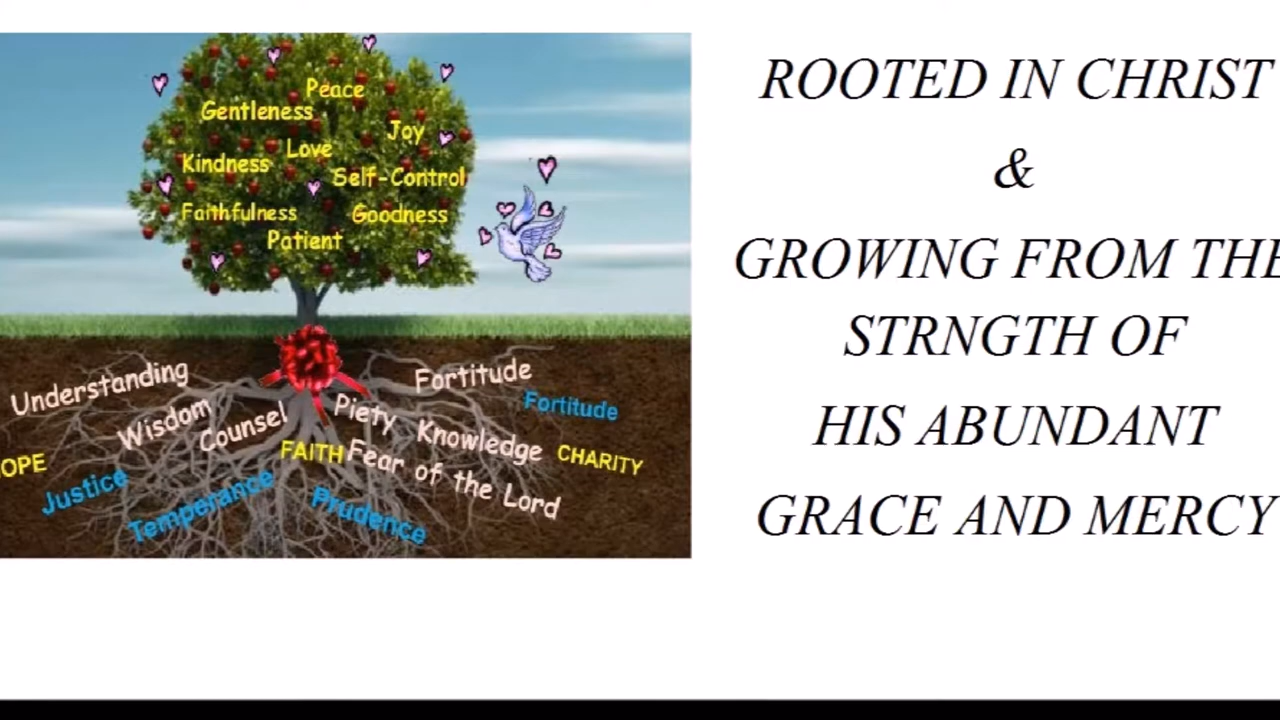 Peace
Gentleness
Joy
Love
Kindness
Self-Control
Faithfulness
Goodness
Patient
Understanding
Fortitude
Wisdom
Fortitude
Counsel
Piety
Knowledge
FAITH
CHARITY
OPE
Fear of the Lord
Justice
Temperance
Prudence
ROOTED IN CHRIST
&
GROWING FROM THE
STRNGTH OF
HIS ABUNDANT
GRACE AND MERCY